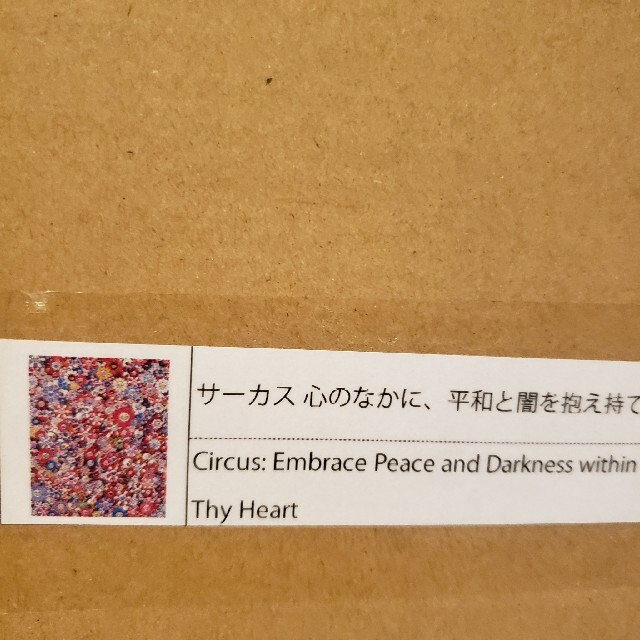 サーカス 心のなかに、平和と闇を抱え持て
Circus: Embrace Peace and Darkness within
Thy Heart